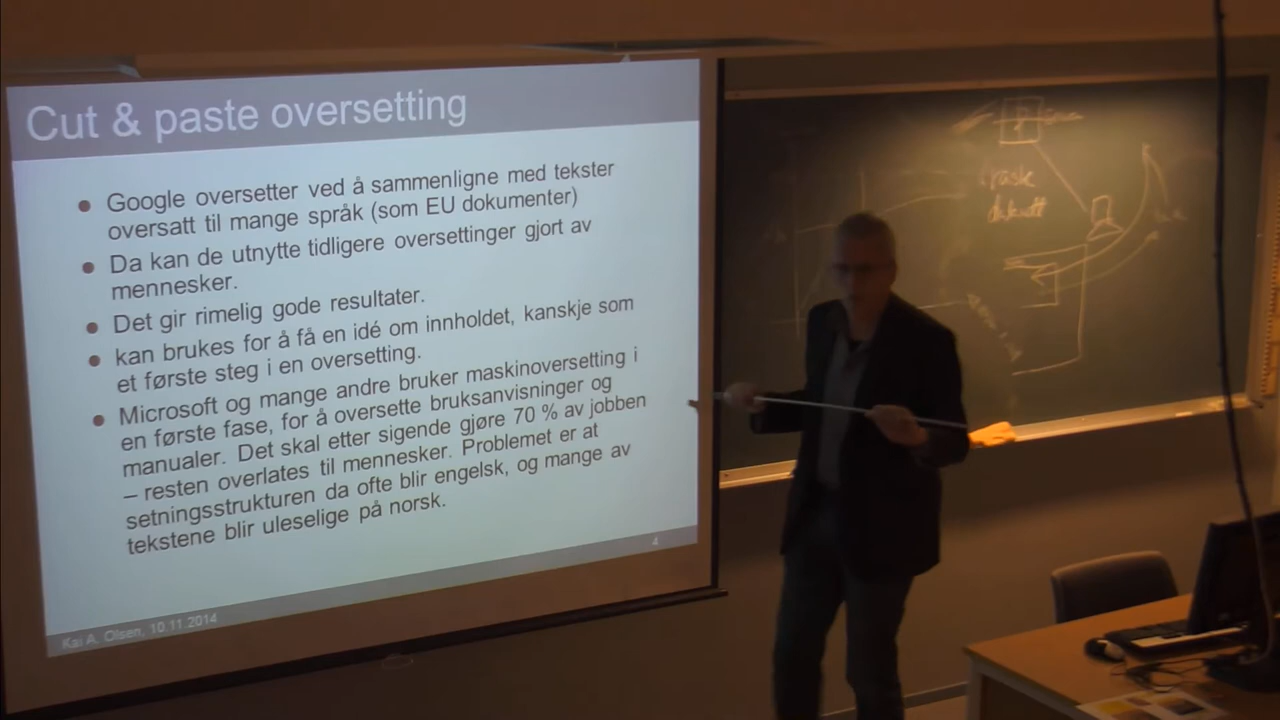 Cut & paste oversetting
Google oversetter ved å sammenligne med tekster
oversatt til mange språk (som EU dokumenter)
Da kan de utnytte tidligere oversettinger gjort av
mennesker.
Det gir rimelig gode resultater.
kan brukes for å få en idé om innholdet, kanskje som
et første steg i en oversetting.
Microsoft og mange andre bruker maskinoversetting i
en første fase, for å oversette bruksanvisninger og
manualer. Det skal etter sigende gjøre 70 % av jobben
– resten overlates til mennesker. Problemet er at
setningsstrukturen da ofte blir engelsk, og mange av
tekstene blir uleselige på norsk.
4
Kai A. Olsen, 10.11.2014